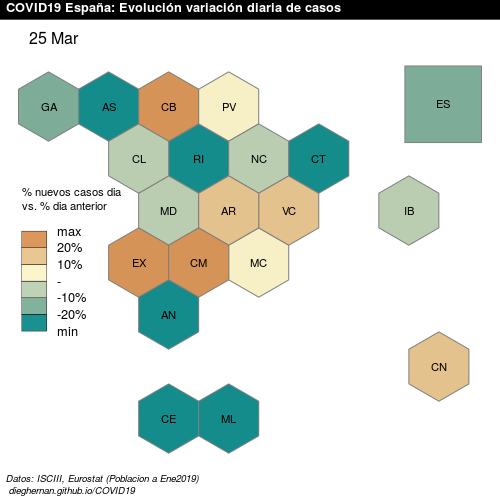 COVID19 España: Evolución variación diaria de casos
25 Mar
GA AS CB PV ES
CL RI NC CT
% nuevos casos dia
vs. % dia anterior
MD AR VC IB
max
20%
10%
-
-10%
-20%
min
EX CM MC
AN
CN
CE ML
Datos: ISCIII, Eurostat (Poblacion a Ene2019)
dieghernan.github.io/COVID19